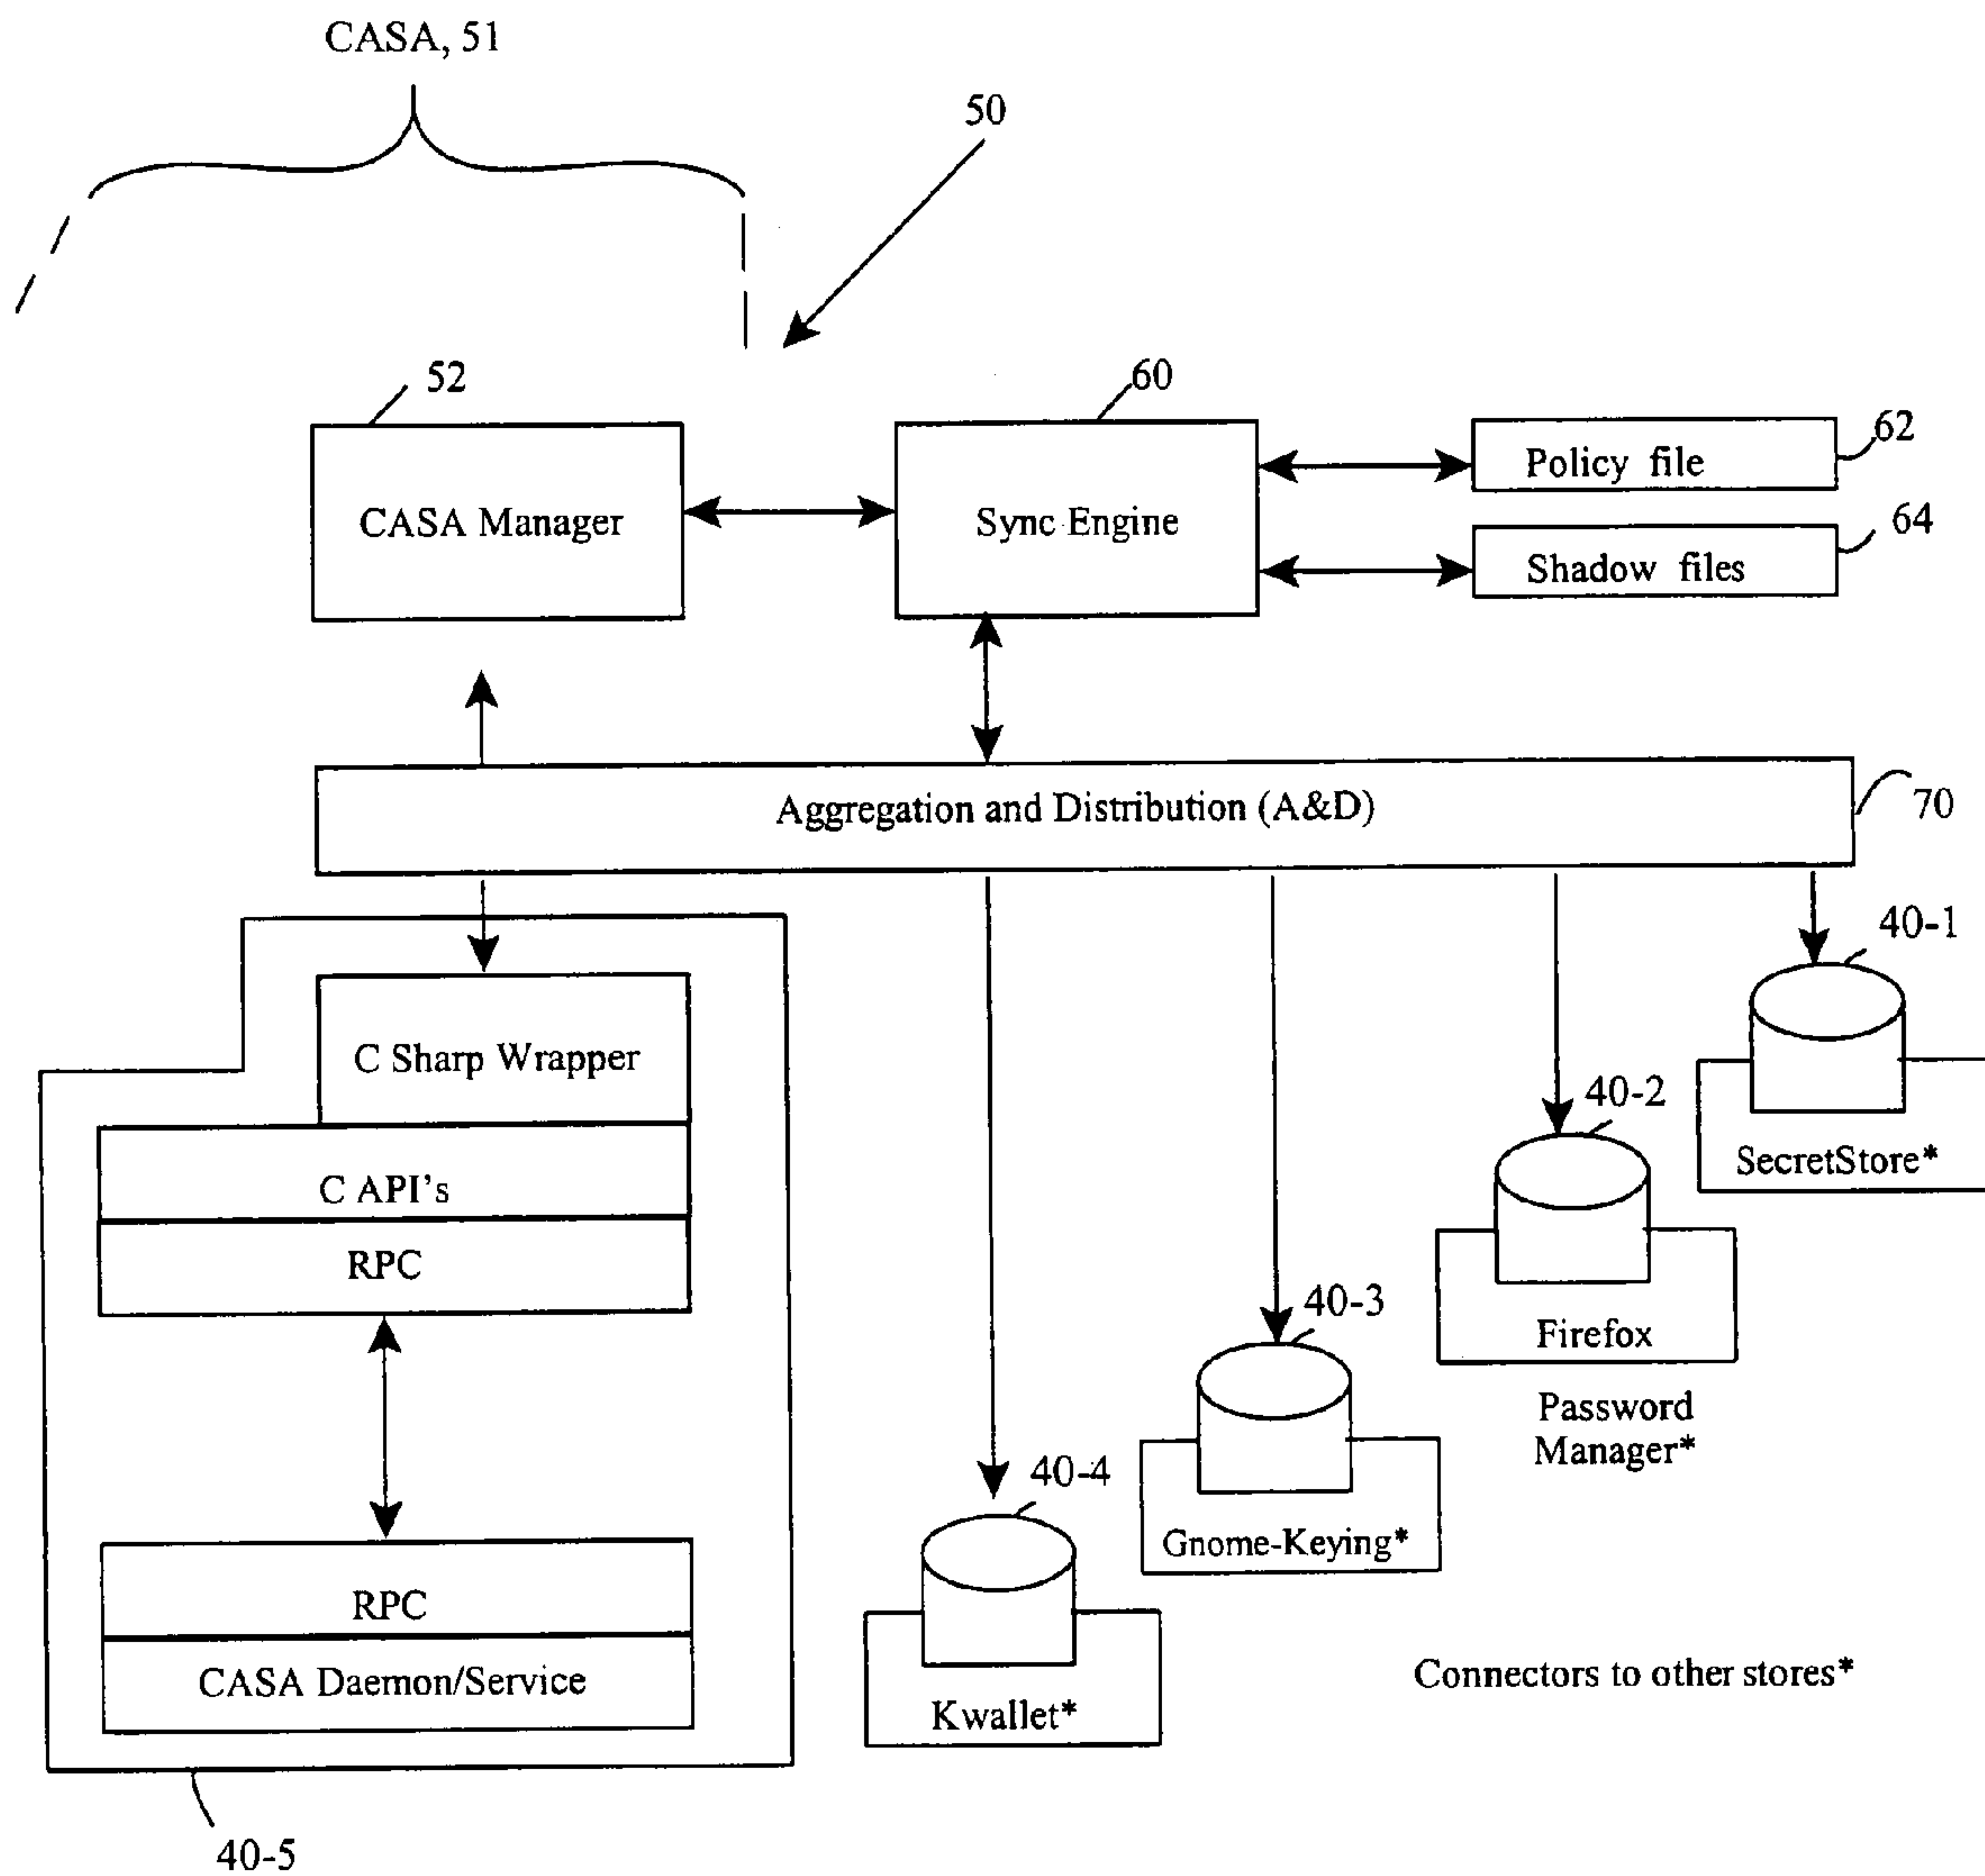 CASA, 51
50
52
60
62
Policy file
CASA Manager
Sync Engine
64
Shadow files
Aggregation and Distribution (A&D)
70
40-1
C Sharp Wrapper
40-2
SecretStore*
C API's
RPC
40-3
Firefox
Password
Manager*
40-4
Gnome-Keying*
RPC
CASA Daemon/Service
Connectors to other stores*
Kwallet*
40-5